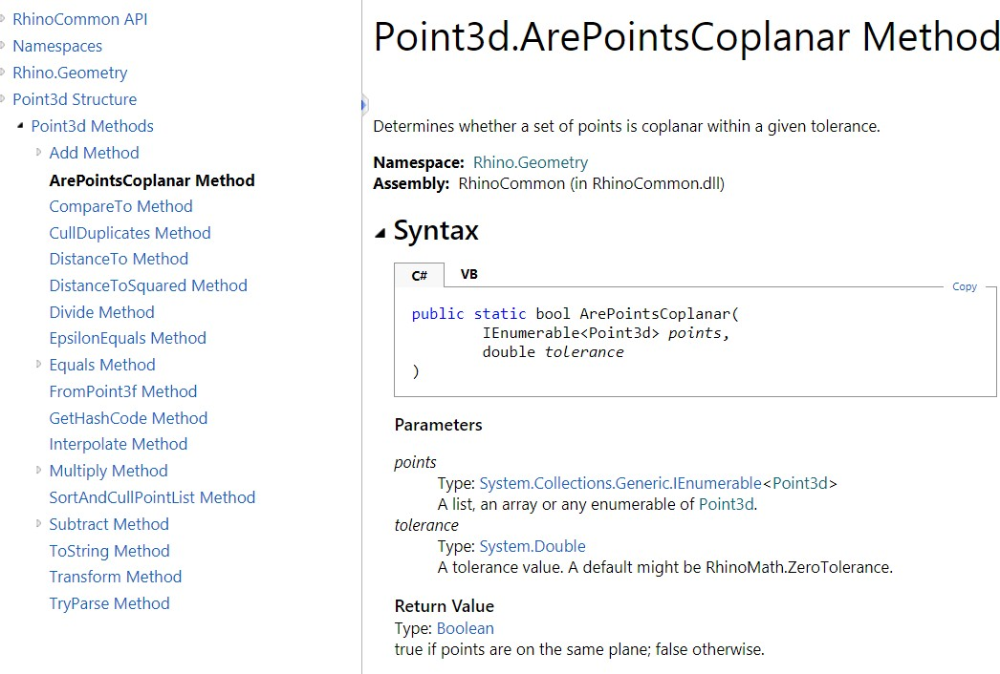 RhinoCommon API
Namespaces
Rhino.Geometry
Point3d Structure
Point3d Methods
Add Method
ArePointsCoplanar Method
CompareTo Method
CullDuplicates Method
DistanceTo Method
DistanceToSquared Method
Divide Method
EpsilonEquals Method
Equals Method
FromPoint3f Method
GetHashCode Method
Interpolate Method
Multiply Method
SortAndCullPointList Method
Subtract Method
ToString Method
Transform Method
TryParse Method
Point3d.ArePointsCoplanar Method
Determines whether a set of points is coplanar within a given tolerance.
Namespace: Rhino.Geometry
Assembly: RhinoCommon (in RhinoCommon.dll)
Syntax
C# VB
Copy
public static bool ArePointsCoplanar(
IEnumerable<Point3d> points,
double tolerance
)
Parameters
points
Type: System.Collections.Generic.IEnumerable<Point3d>
A list, an array or any enumerable of Point3d.
tolerance
Type: System.Double
A tolerance value. A default might be RhinoMath.ZeroTolerance.
Return Value
Type: Boolean
true if points are on the same plane; false otherwise.